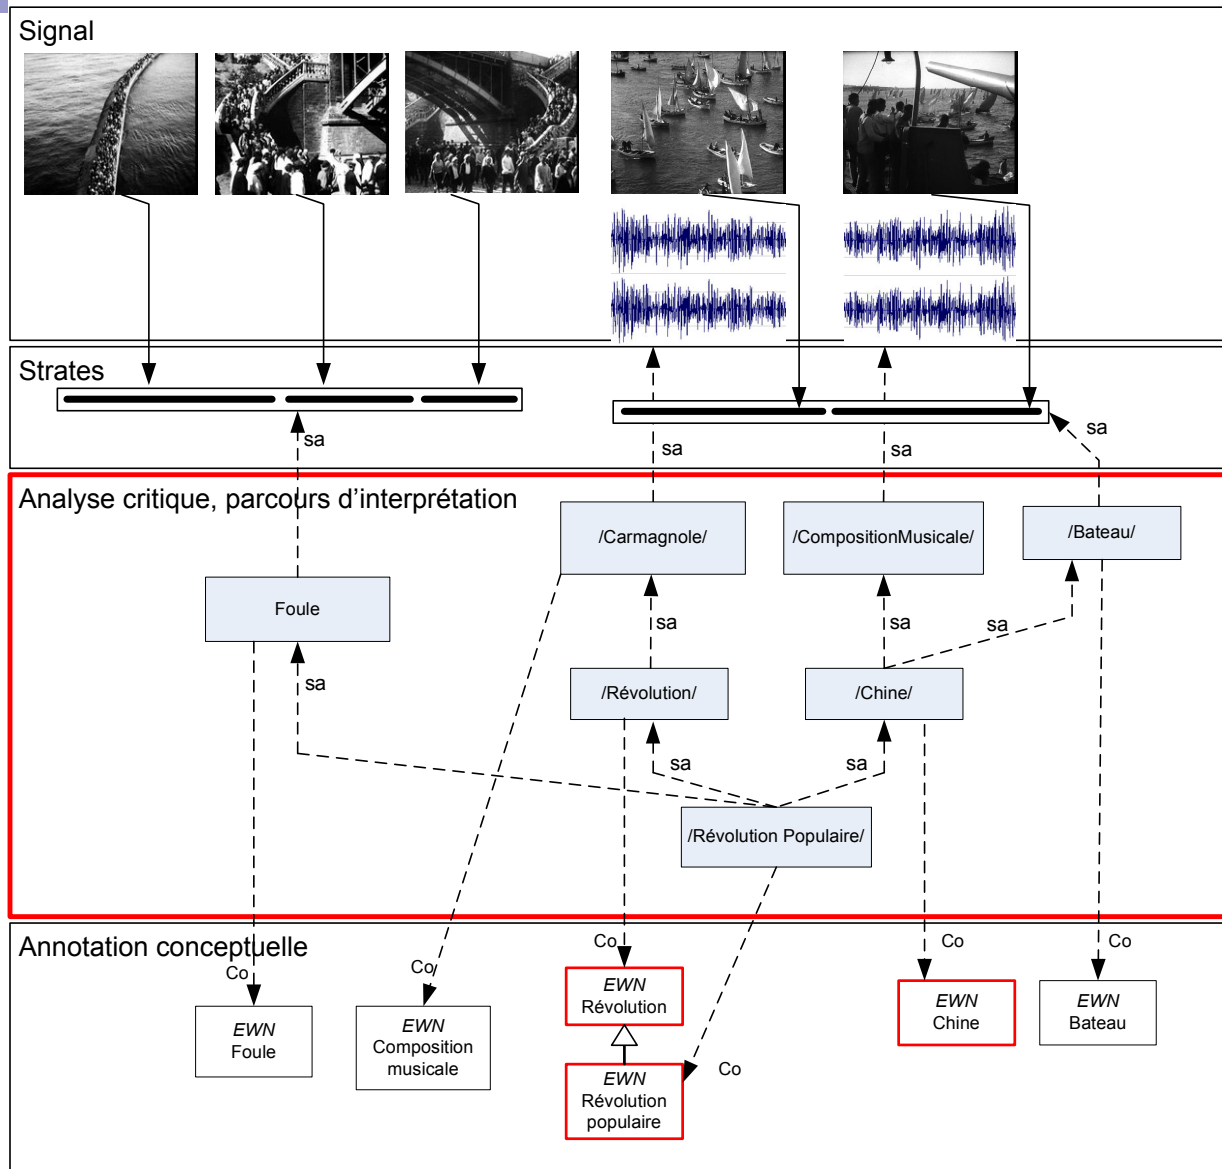 Signal
Strates
sa
sa
sa
sa
Analyse critique, parcours d’interprétation
/Carmagnole/
/CompositionMusicale/
/Bateau/
Foule
sa
sa
sa
sa
/Révolution/
/Chine/
sa
sa
/Révolution Populaire/
Annotation conceptuelle
Co
Co
Co
Co
Co
Co
EWN
Foule
EWN
Composition
musicale
EWN
Révolution
EWN
Révolution
populaire
EWN
Chine
EWN
Bateau